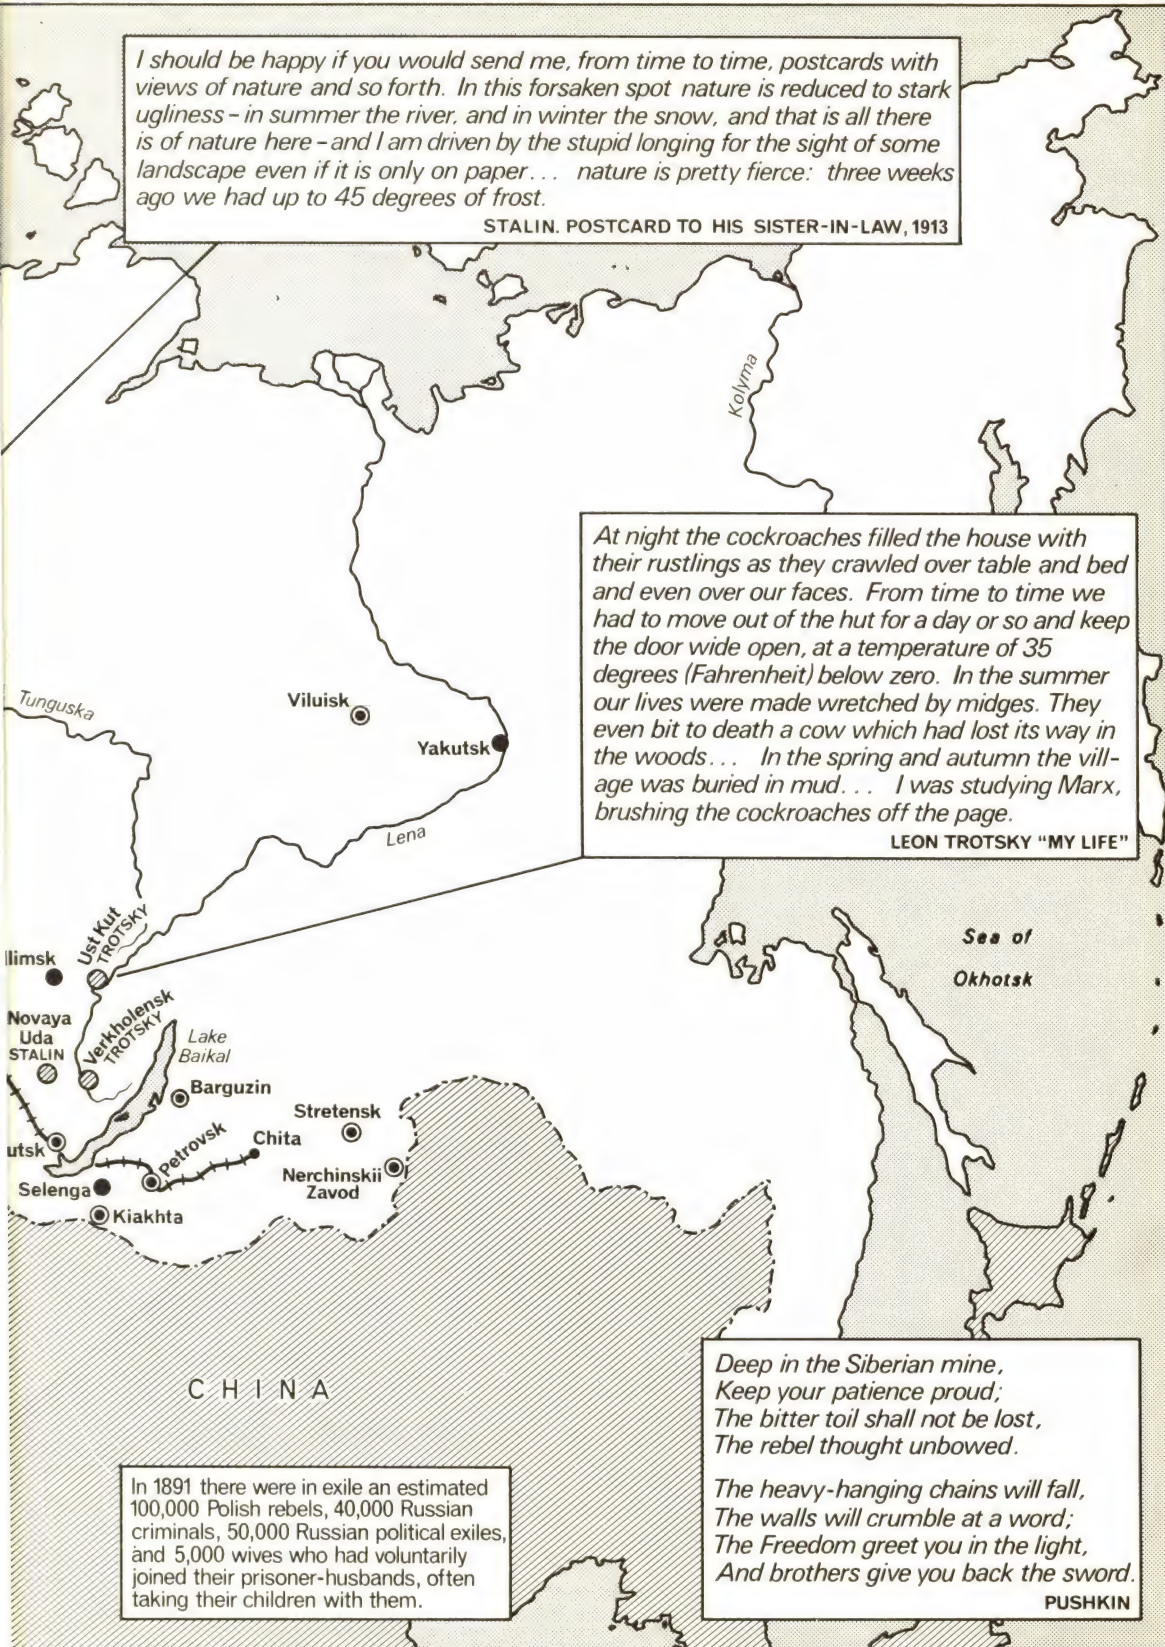 I should be happy if you would send me, from time to time, postcards with
views of nature and so forth. In this forsaken spot nature is reduced to stark
ugliness – in summer the river, and in winter the snow, and that is all there
is of nature here – and I am driven by the stupid longing for the sight of some
landscape even if it is only on paper... nature is pretty fierce: three weeks
ago we had up to 45 degrees of frost.
STALIN. POSTCARD TO HIS SISTER-IN-LAW, 1913
Kolyma
At night the cockroaches filled the house with
their rustlings as they crawled over table and bed
and even over our faces. From time to time we
had to move out of the hut for a day or so and keep
the door wide open, at a temperature of 35
degrees (Fahrenheit) below zero. In the summer
our lives were made wretched by midges. They
even bit to death a cow which had lost its way in
the woods... In the spring and autumn the vill-
age was buried in mud... I was studying Marx,
brushing the cockroaches off the page.
LEON TROTSKY "MY LIFE"
Tunguska
Viluisk
Yakutsk
Lena
Ust Kut
TROTSKY
Ilimsk
Novaya
Uda
STALIN
Verkholensk
TROTSKY
Lake
Baikal
Barguzin
Stretensk
Chita
Petrovsk
utsk
Nerchinskii
Zavod
Selenga
Kiakhta
Sea of
Okhotsk
CHINA
In 1891 there were in exile an estimated
100,000 Polish rebels, 40,000 Russian
criminals, 50,000 Russian political exiles,
and 5,000 wives who had voluntarily
joined their prisoner-husbands, often
taking their children with them.
Deep in the Siberian mine,
Keep your patience proud;
The bitter toil shall not be lost,
The rebel thought unbowed.
The heavy-hanging chains will fall,
The walls will crumble at a word;
The Freedom greet you in the light,
And brothers give you back the sword.
PUSHKIN